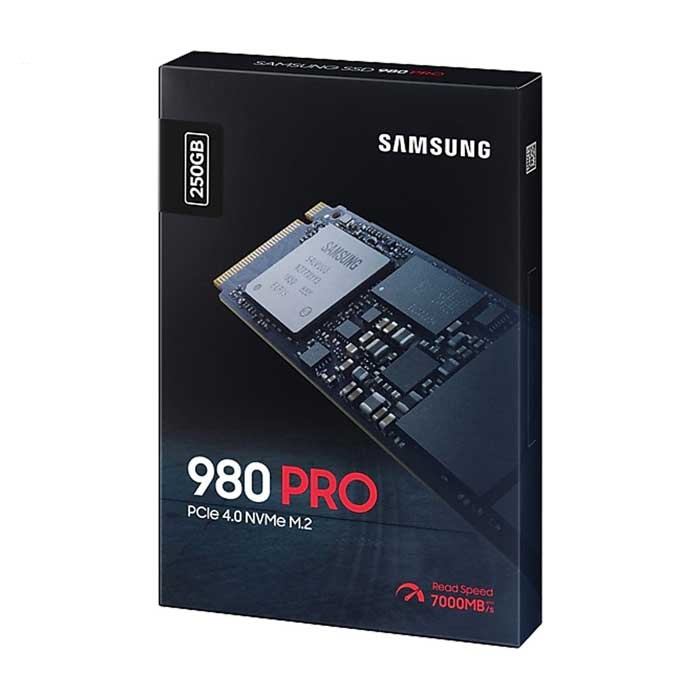 SAMSUNG SSD 980 PRO
250GB
SAMSUNG
SAMSUNG
980 PRO
PCIe 4.0 NVMe M.2
Read Speed
7000MB/s